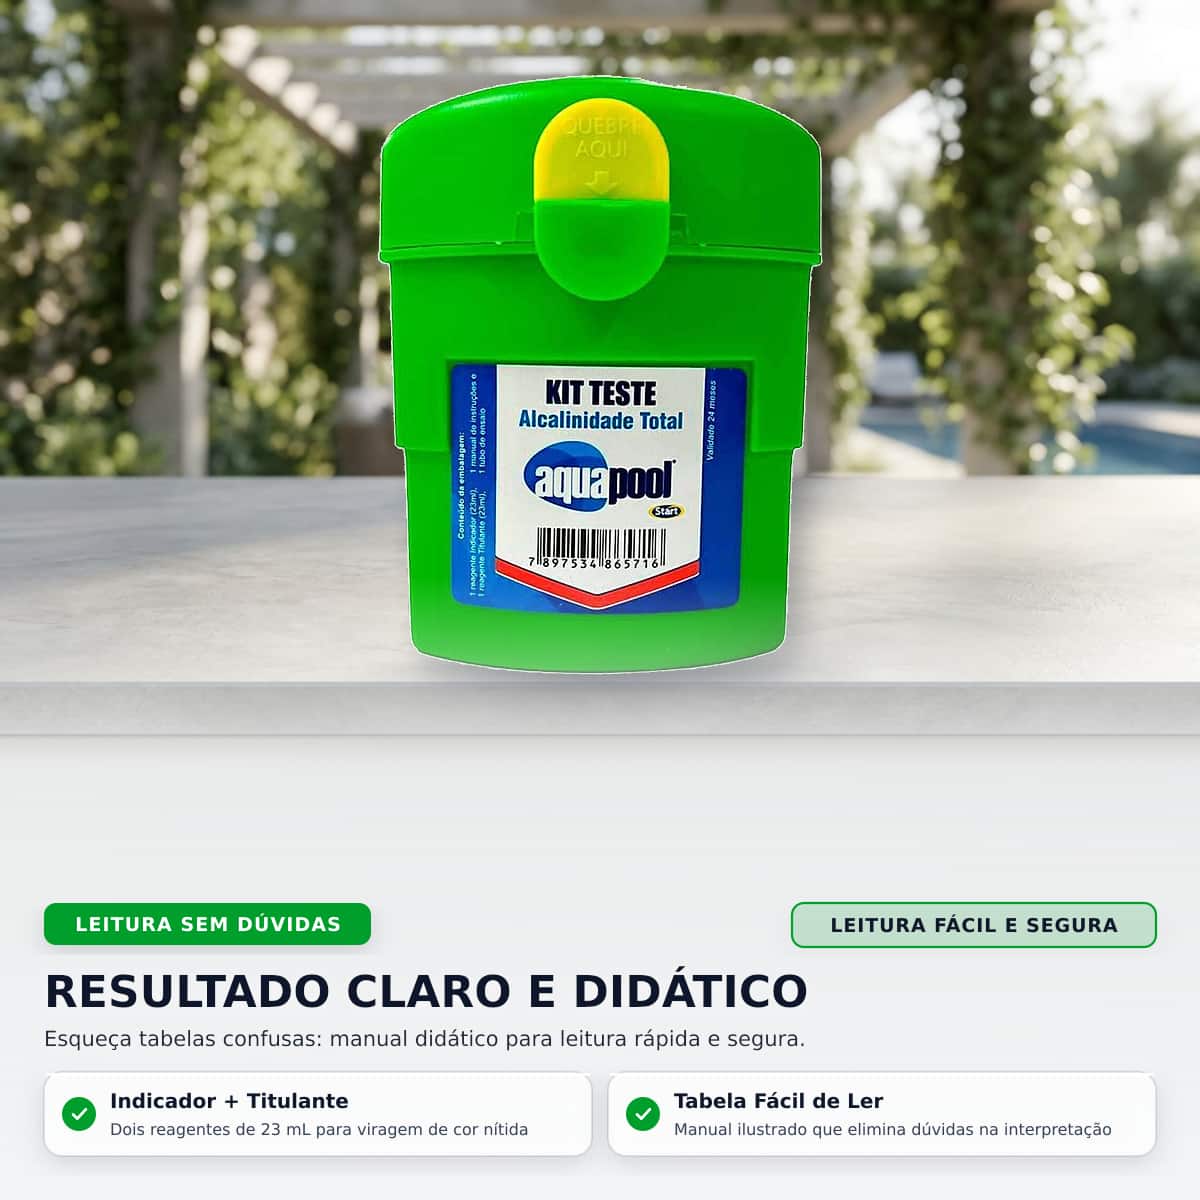 QUEBRE
AQUI
KIT TESTE
Alcalinidade Total
aquapool
Start
7 897534 865716
Conteúdo da embalagem:
1 reagente Indicador (23ml), 1 manual de instruções e
1 reagente Titulante (23ml), 1 tubo de ensaio
Validade 24 meses
LEITURA SEM DÚVIDAS
LEITURA FÁCIL E SEGURA
RESULTADO CLARO E DIDÁTICO
Esqueça tabelas confusas: manual didático para leitura rápida e segura.
Indicador + Titulante
Dois reagentes de 23 mL para viragem de cor nítida
Tabela Fácil de Ler
Manual ilustrado que elimina dúvidas na interpretação